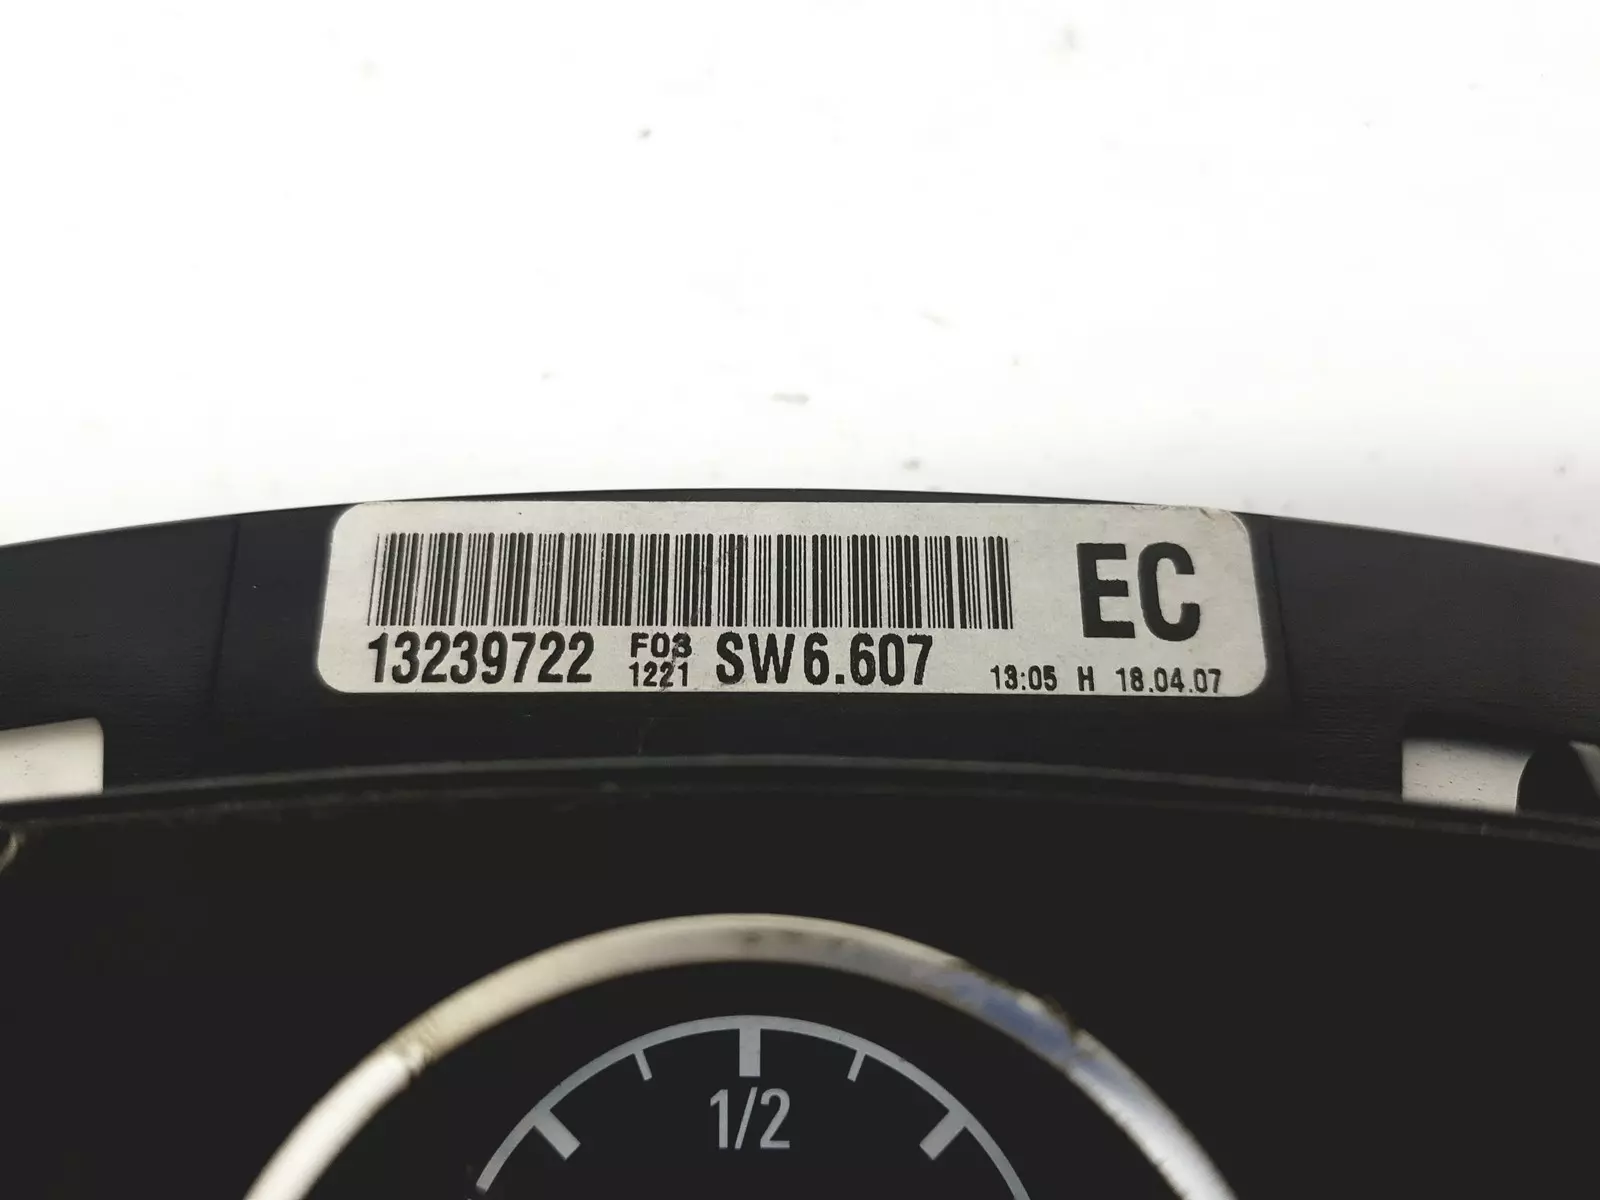 EC
13239722 F03 SW6.607
1221 13:05 H 18.04.07
1/2